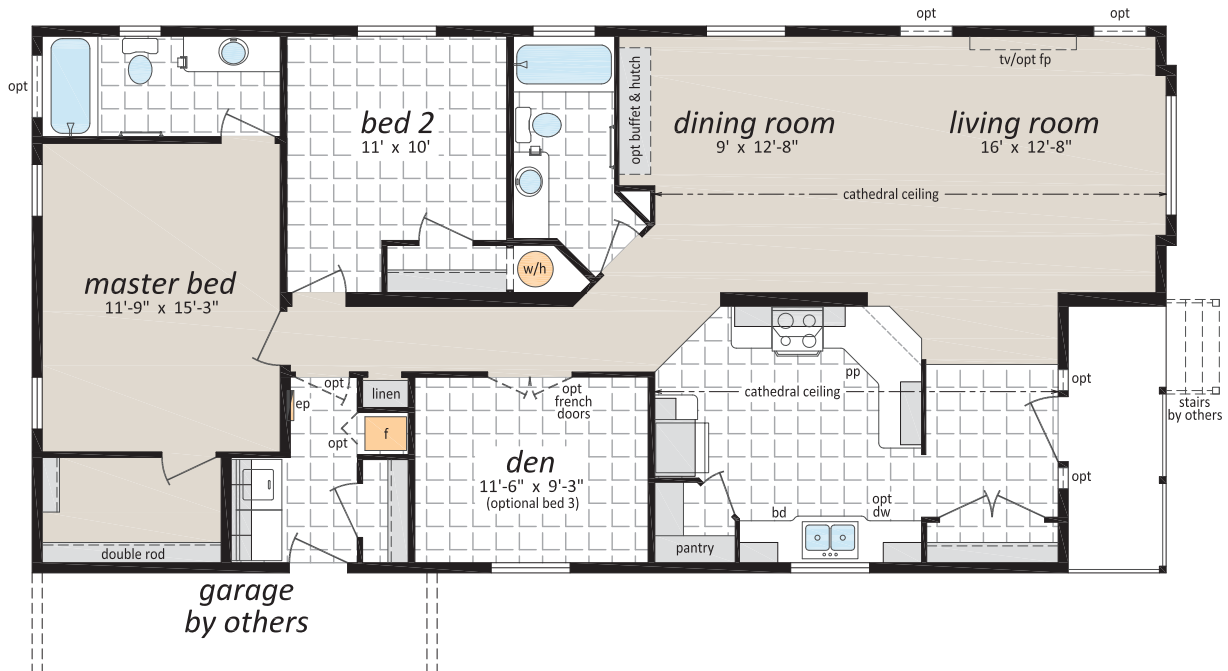 opt
opt
opt
tv/opt fp
opt buffet & hutch
bed 2
11' x 10'
dining room
9' x 12'-8"
living room
16' x 12'-8"
cathedral ceiling
w/h
master bed
11'-9" x 15'-3"
opt
ep
linen
opt
f
opt
french
doors
den
11'-6" x 9'-3"
(optional bed 3)
pp
cathedral ceiling
opt
stairs
by others
opt
bd
opt
dw
pantry
double rod
garage
by others